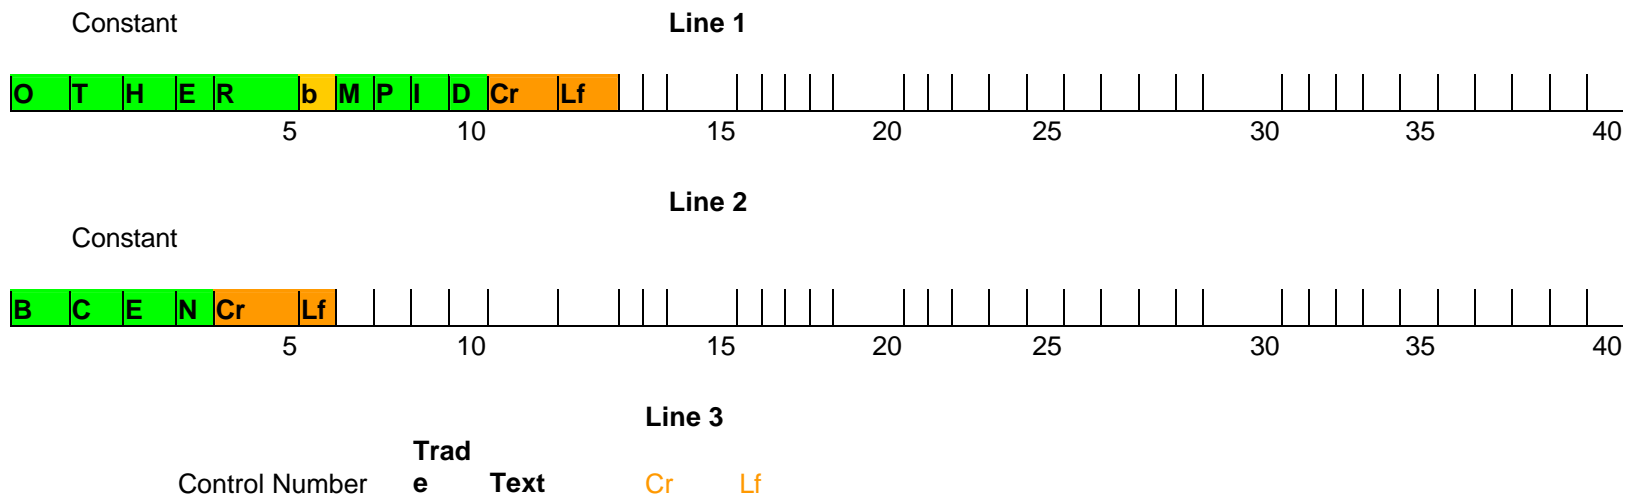 Constant Line 1
O T H E R b M P I D Cr Lf
5 10 15 20 25 30 35 40
Line 2
Constant
B C E N Cr Lf
5 10 15 20 25 30 35 40
Line 3
Trad
Control Number e Text Cr Lf